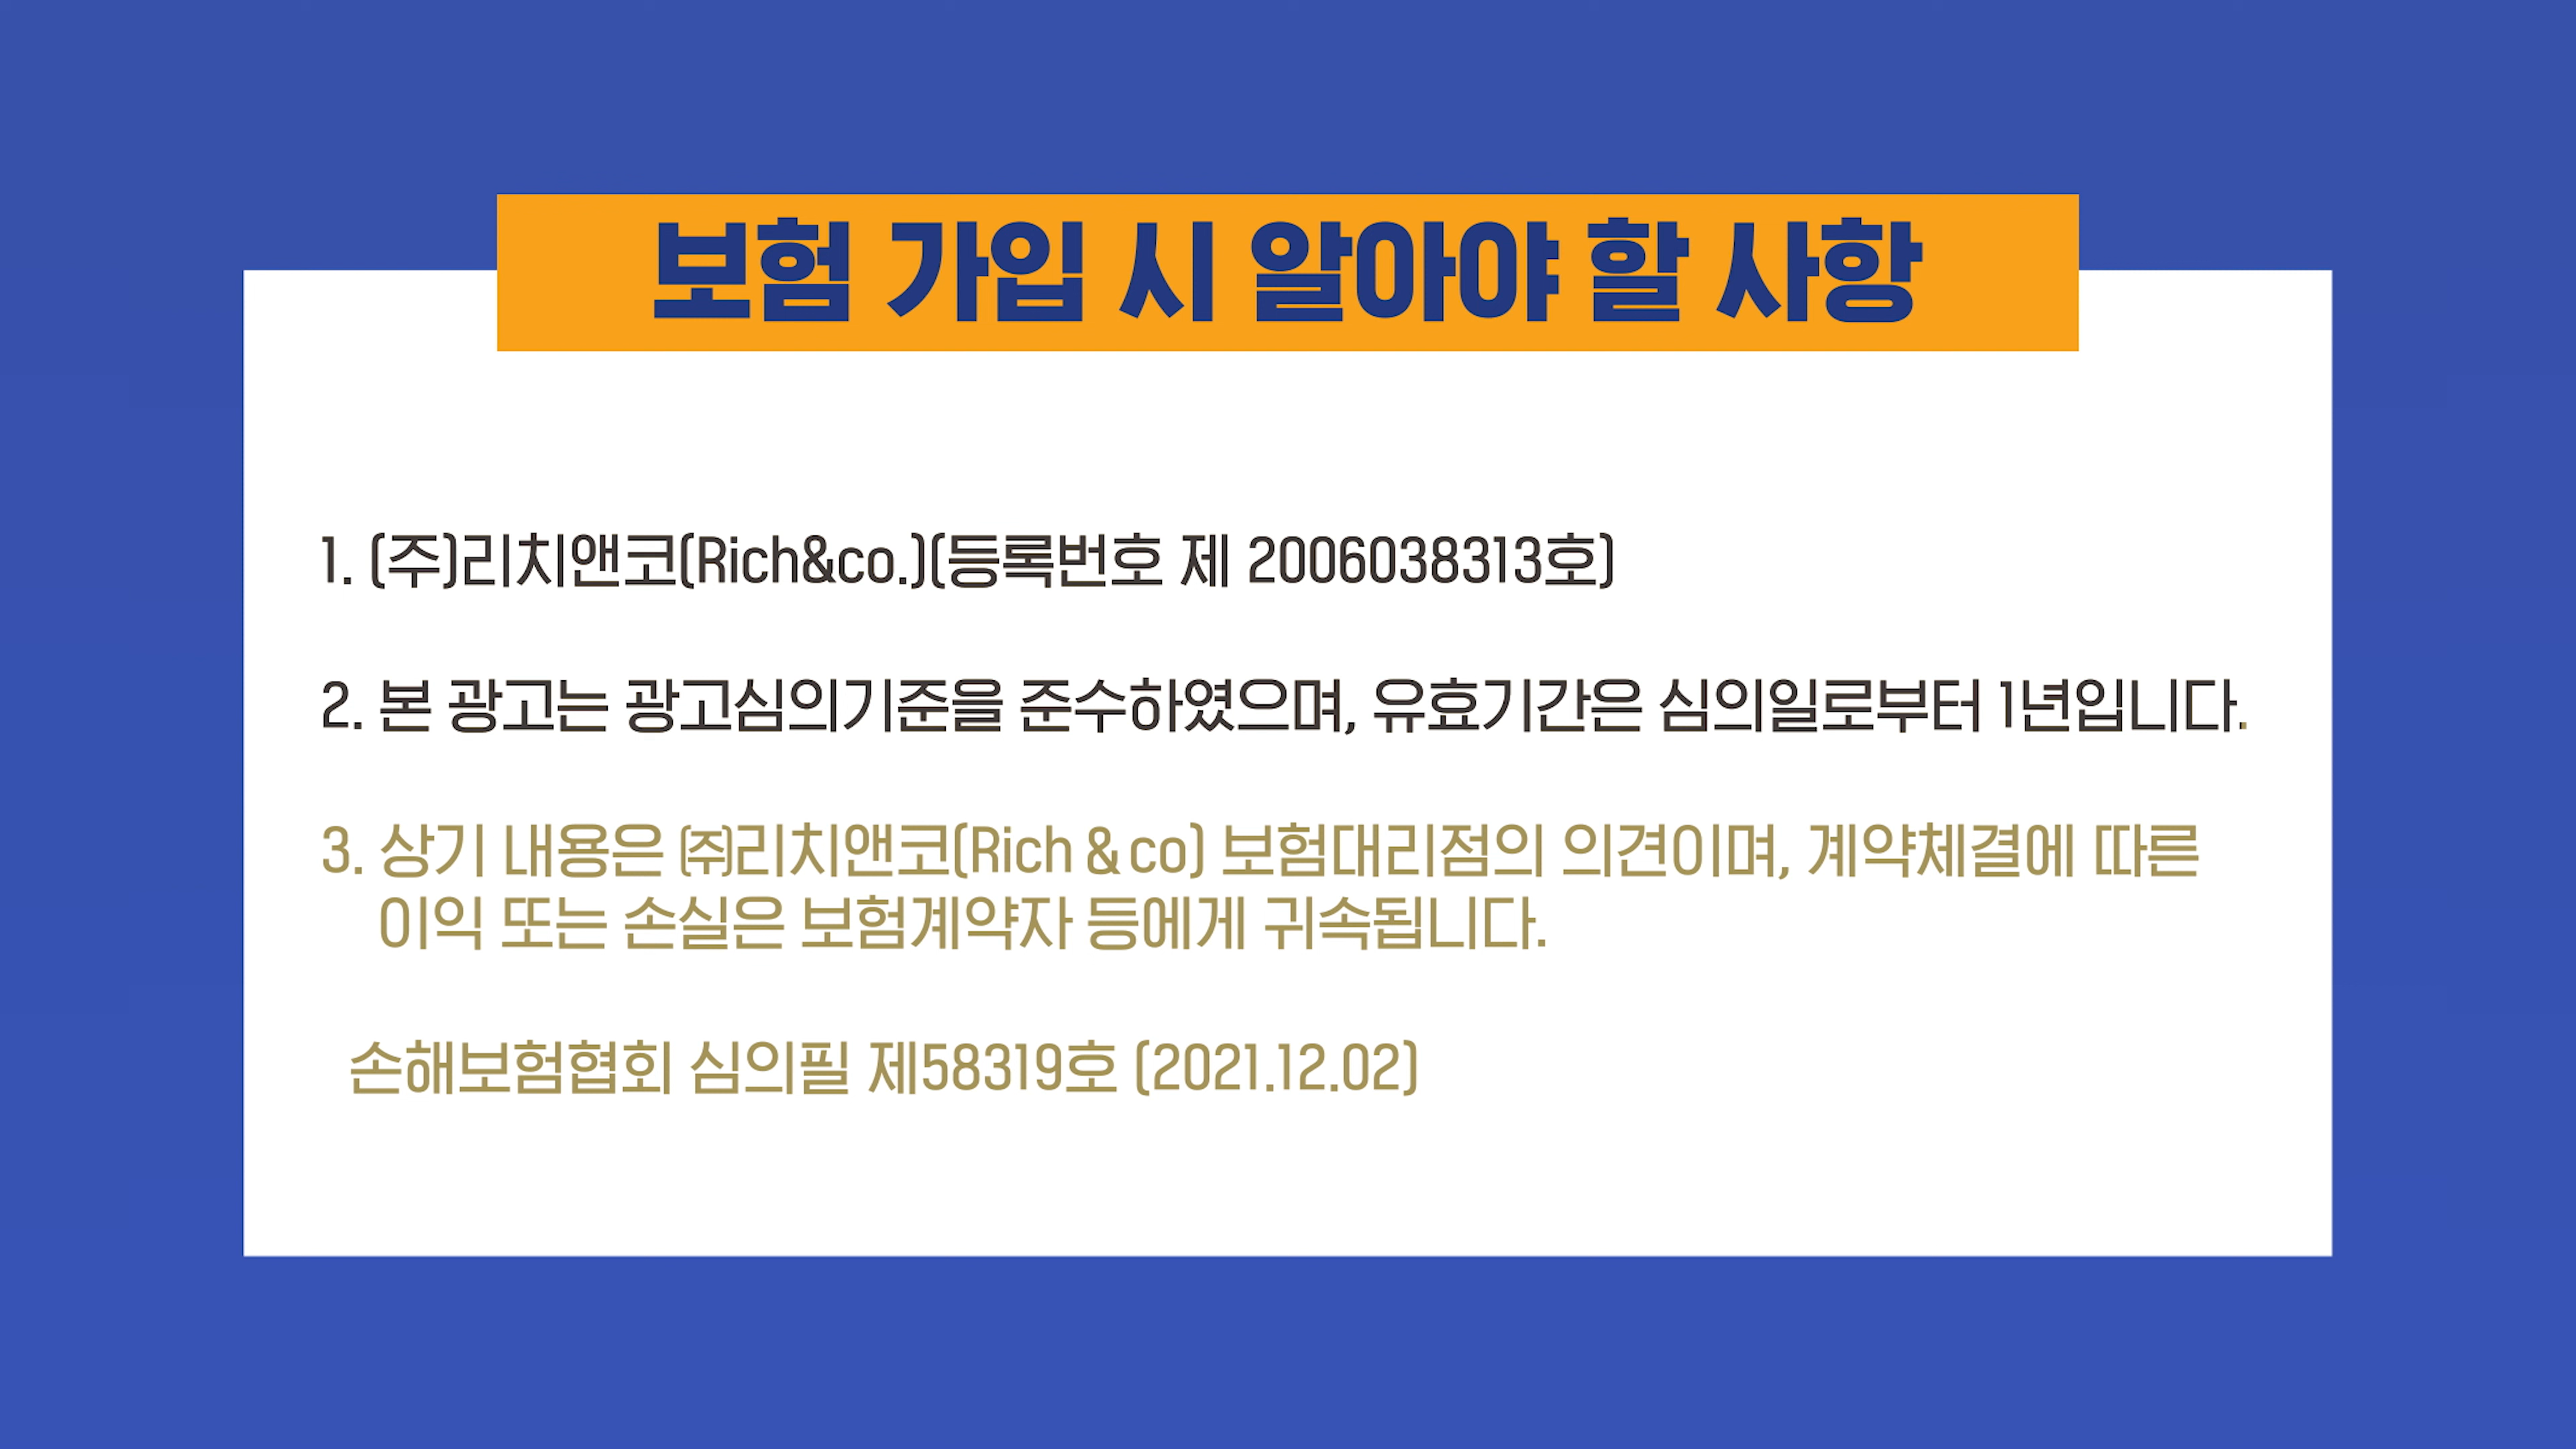 보험 가입 시 알아야 할 사항
1. (주)리치앤코(Rich&co.)(등록번호 제 2006038313호)
2. 본 광고는 광고심의기준을 준수하였으며, 유효기간은 심의일로부터 1년입니다.
3. 상기 내용은 ㈜리치앤코(Rich & co) 보험대리점의 의견이며, 계약체결에 따른
이익 또는 손실은 보험계약자 등에게 귀속됩니다.
손해보험협회 심의필 제58319호 (2021.12.02)